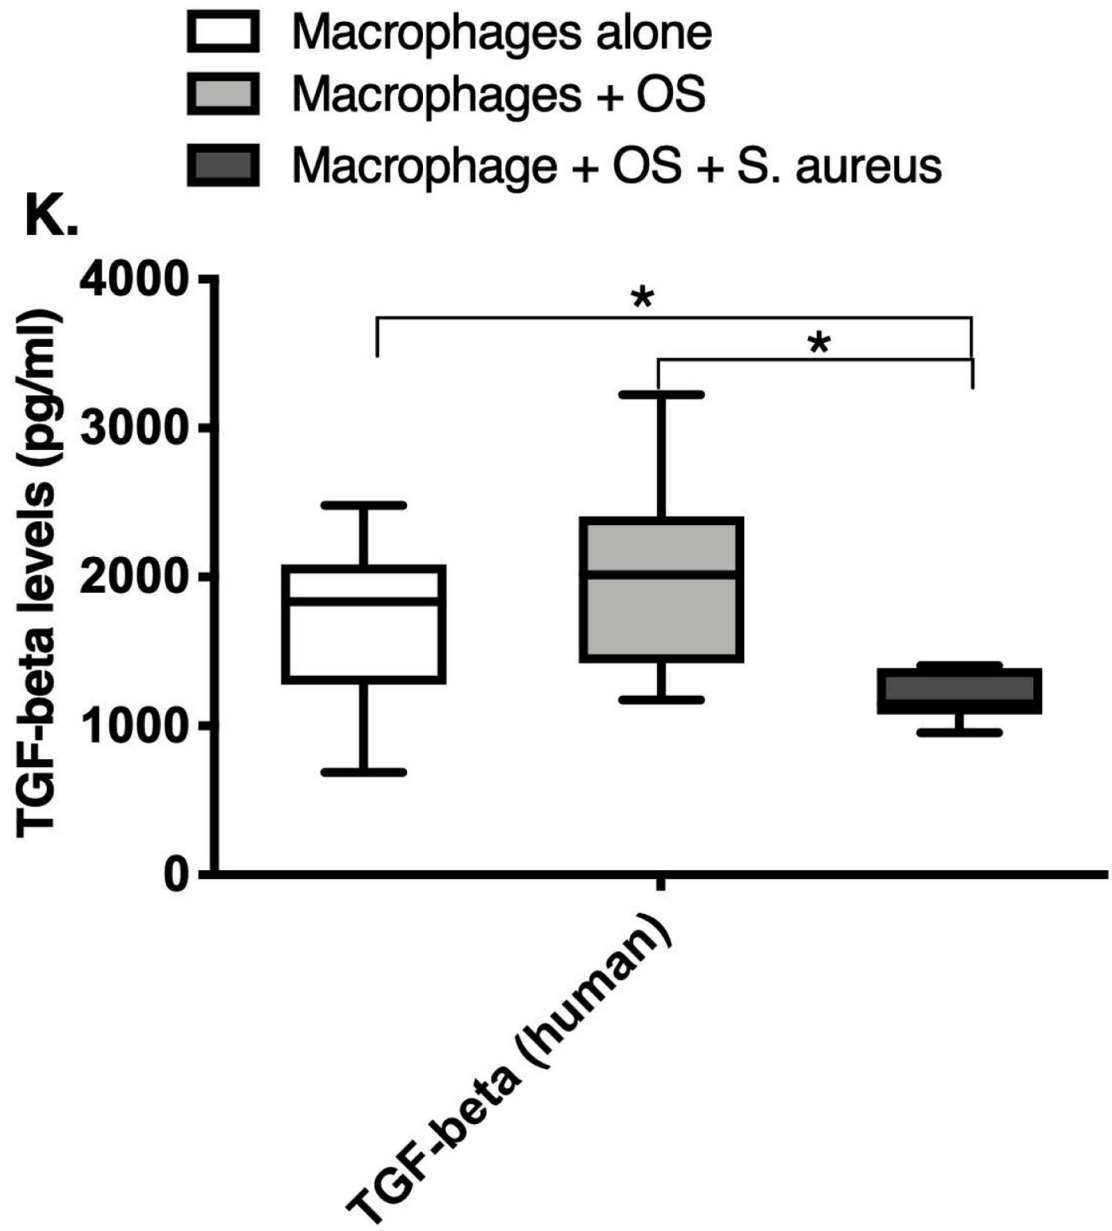 Macrophages alone
Macrophages + OS
Macrophage + OS + S. aureus
K.
TGF-beta levels (pg/ml)
4000
3000
2000
1000
0
*
*
TGF-beta (human)